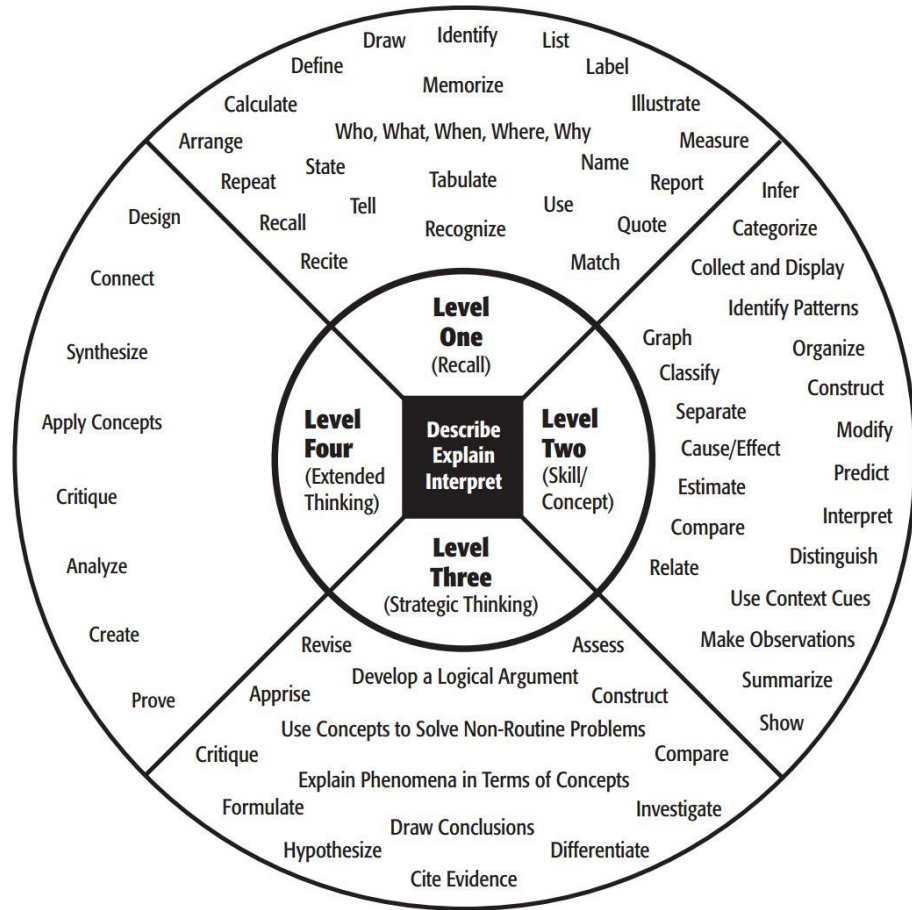 Draw
Identify
List
Define
Label
Memorize
Calculate
Illustrate
Arrange
Who, What, When, Where, Why
Measure
State
Name
Repeat
Tabulate
Report
Tell
Use
Recall
Recognize
Quote
Recite
Match
Level
One
(Recall)
Infer
Categorize
Collect and Display
Identify Patterns
Graph
Organize
Classify
Construct
Separate
Modify
Cause/Effect
Predict
Estimate
Interpret
Compare
Distinguish
Relate
Use Context Cues
Make Observations
Summarize
Show
Level
Two
(Skill/
Concept)
Describe
Explain
Interpret
Level
Three
(Strategic Thinking)
Revise
Assess
Develop a Logical Argument
Apprise
Construct
Use Concepts to Solve Non-Routine Problems
Critique
Compare
Explain Phenomena in Terms of Concepts
Formulate
Investigate
Draw Conclusions
Hypothesize
Differentiate
Cite Evidence
Level
Four
(Extended
Thinking)
Design
Connect
Synthesize
Apply Concepts
Critique
Analyze
Create
Prove